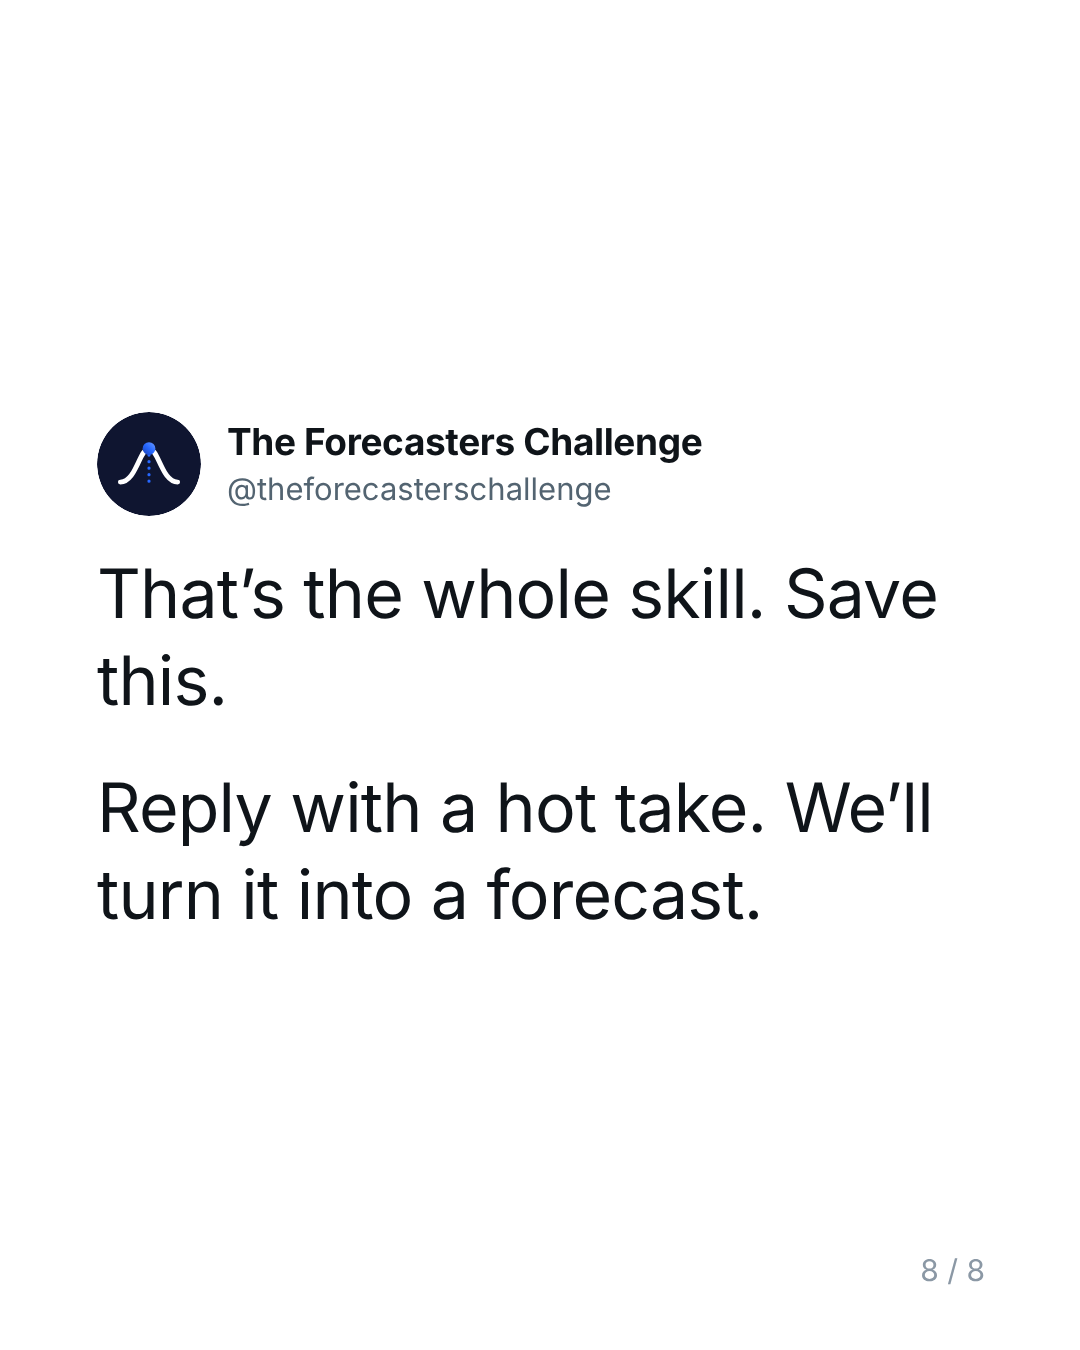 The Forecasters Challenge
@theforecasterschallenge
That’s the whole skill. Save
this.
Reply with a hot take. We’ll
turn it into a forecast.
8 / 8